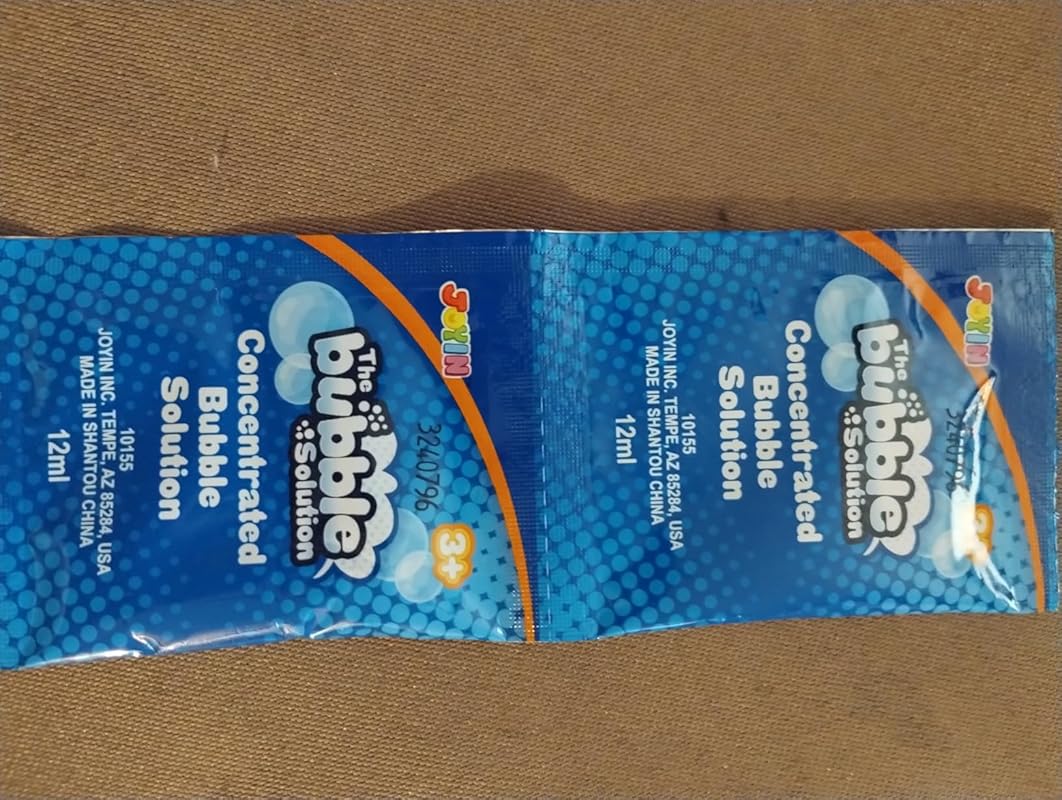 JOYIN
3240796
3+
The
bubble
Solution
Concentrated
Bubble
Solution
10155
JOYIN INC. TEMPE, AZ 85284, USA
MADE IN SHANTOU CHINA
12ml
JOYIN
The
bubble
Solution
Concentrated
Bubble
Solution
10155
JOYIN INC. TEMPE, AZ 85284, USA
MADE IN SHANTOU CHINA
12ml